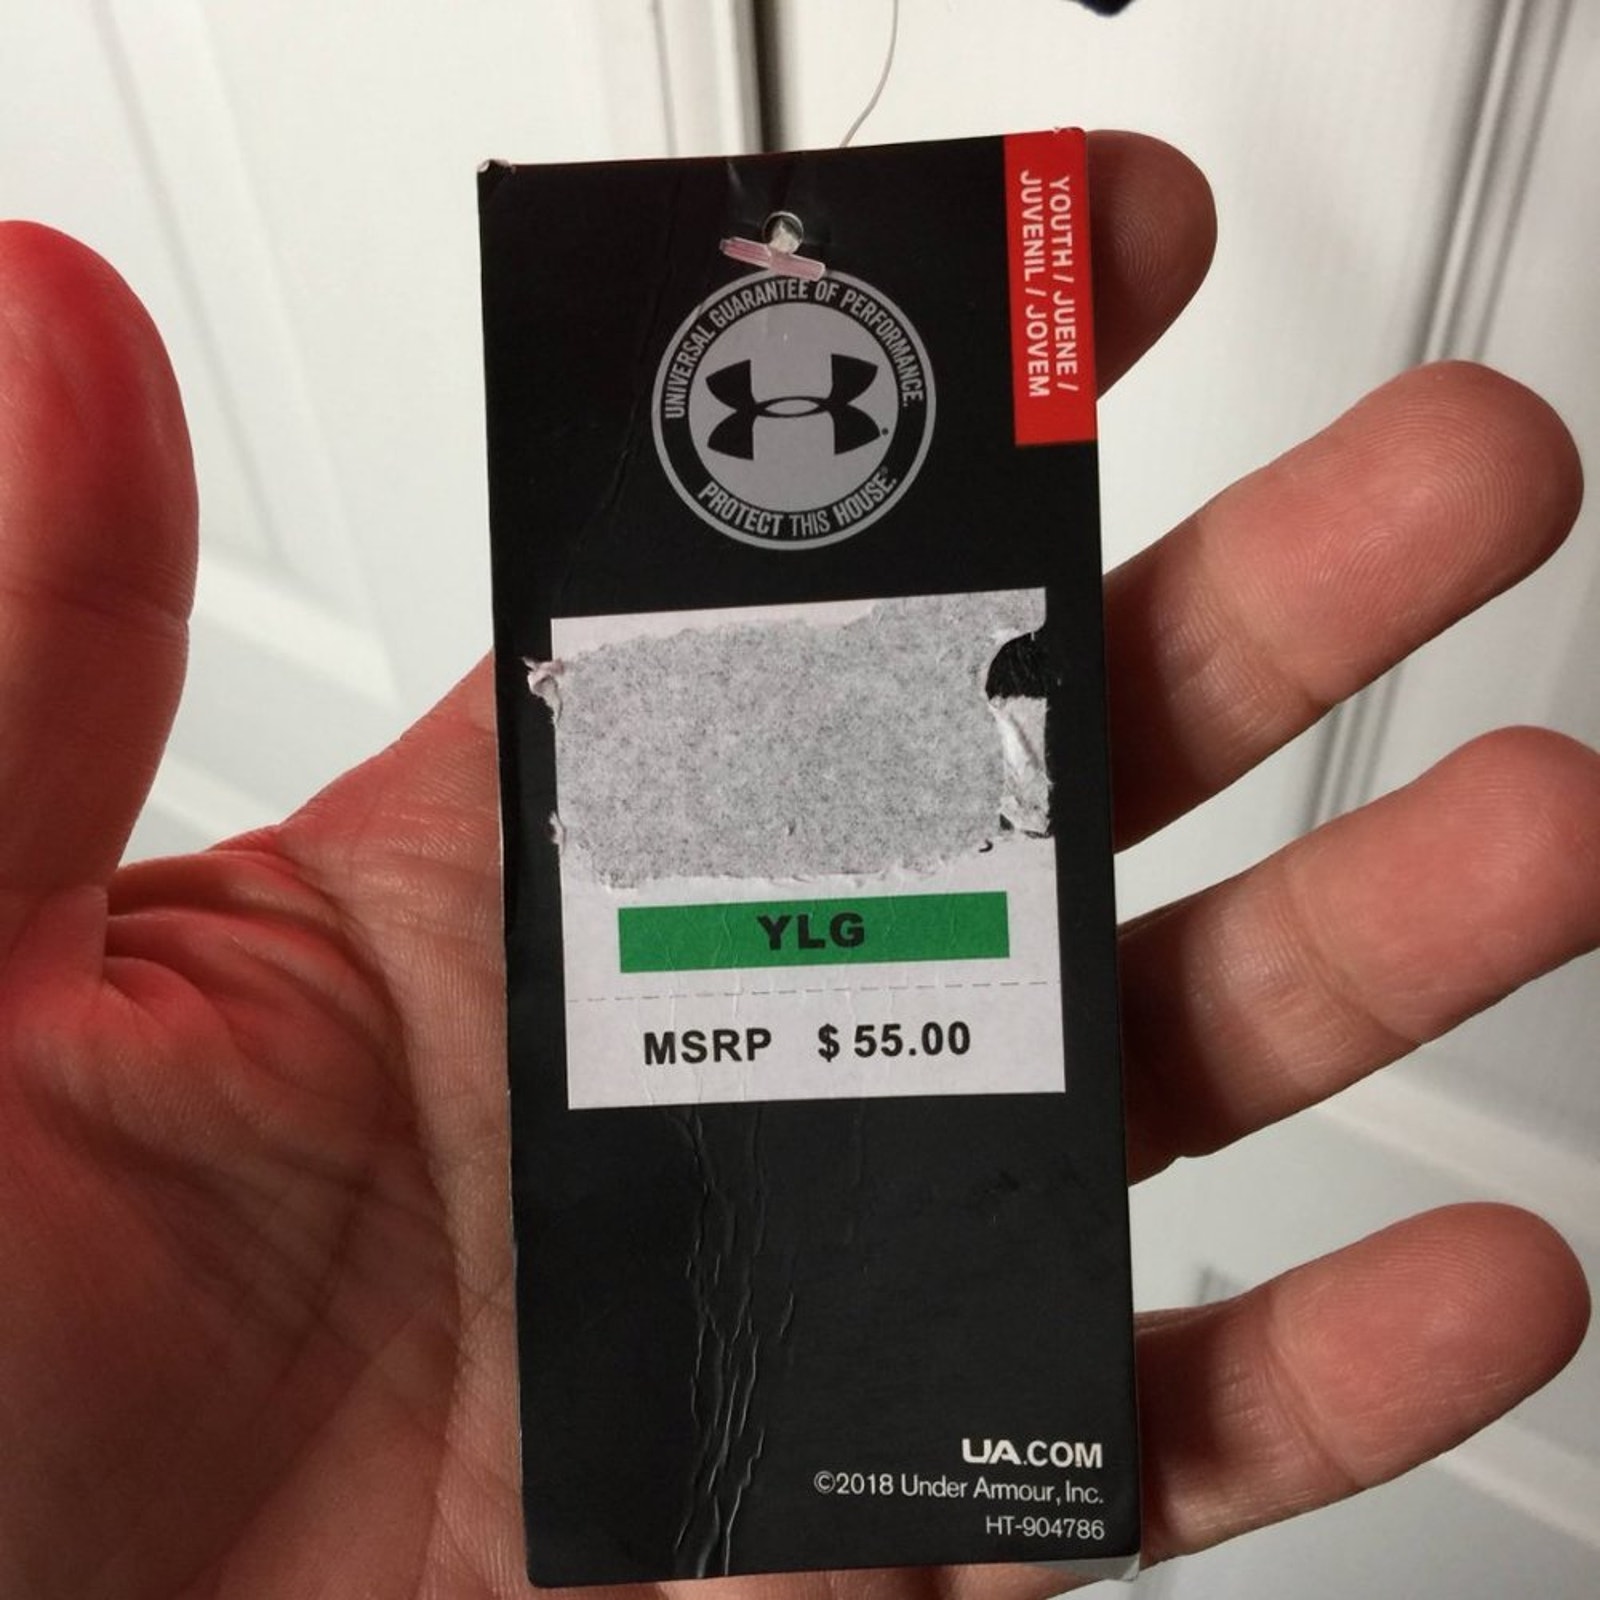 YOUTH / JUENE /
JUVENIL / JOVEM
UNIVERSAL GUARANTEE OF PERFORMANCE.
PROTECT THIS HOUSE.®
YLG
MSRP $ 55.00
UA.COM
©2018 Under Armour, Inc.
HT-904786